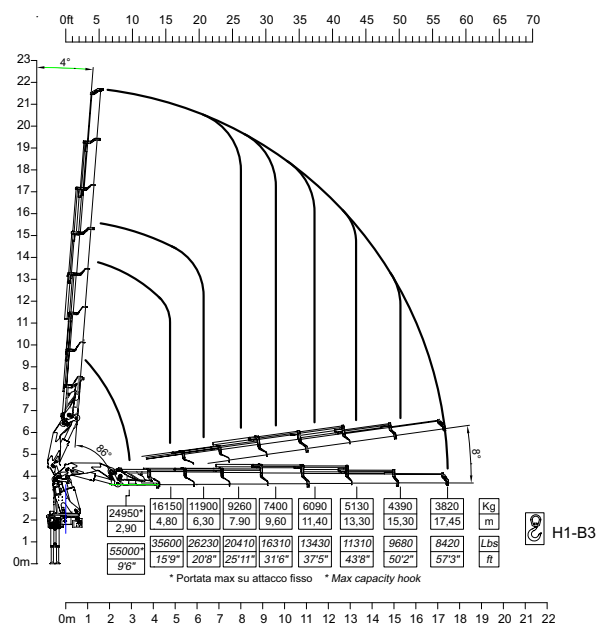 0ft 5 10 15 20 25 30 35 40 45 50 55 60 65 70
4°
23
22
21
20
19
18
17
16
15
14
13
12
11
10
9
8
7
6
5
4
3
2
1
0m
86°
8°
24950* 16150 11900 9260 7400 6090 5130 4390 3820 Kg
2,90 4,80 6,30 7.90 9,60 11,40 13,30 15,30 17,45 m
55000* 35600 26230 20410 16310 13430 11310 9680 8420 Lbs
9'6" 15'9" 20'8" 25'11" 31'6" 37'5" 43'8" 50'2" 57'3" ft
H1-B3
* Portata max su attacco fisso * Max capacity hook
0m 1 2 3 4 5 6 7 8 9 10 11 12 13 14 15 16 17 18 19 20 21 22